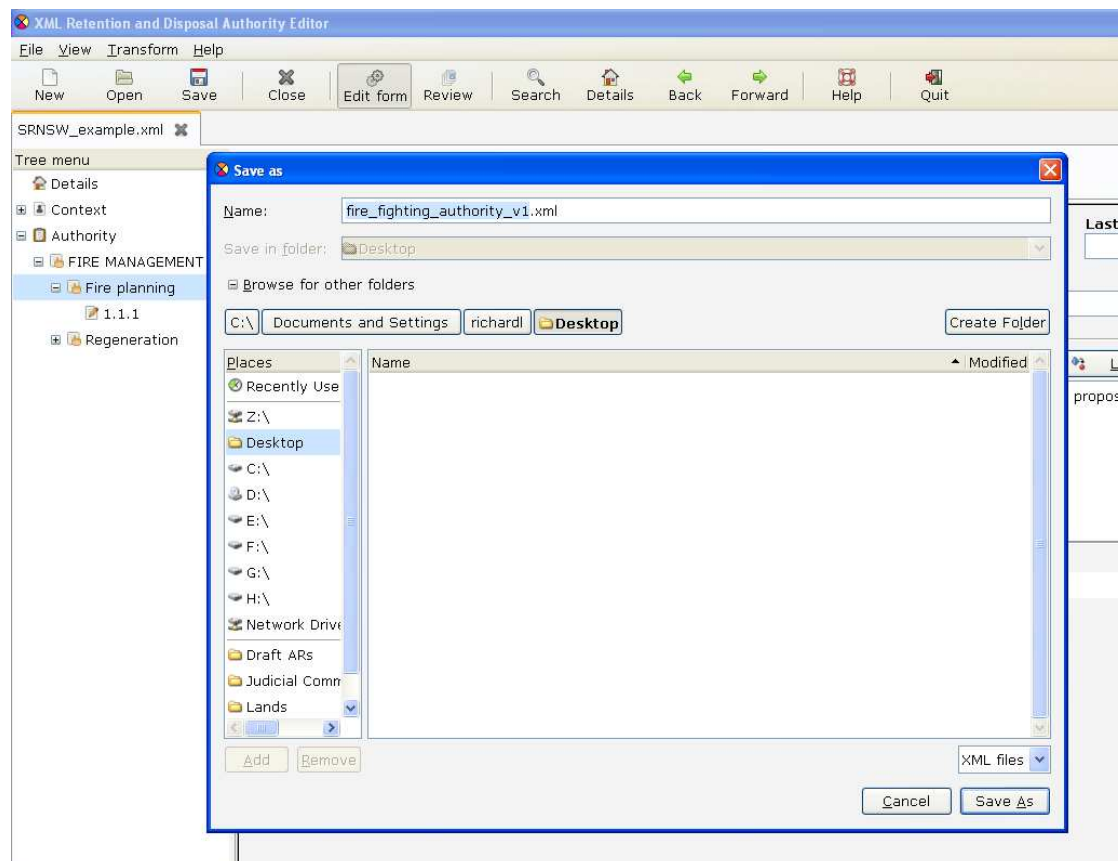 XML Retention and Disposal Authority Editor
File View Transform Help
New Open Save Close Edit form Review Search Details Back Forward Help Quit
SRNSW_example.xml
Tree menu
Details
Context
Authority
FIRE MANAGEMENT
Fire planning
1.1.1
Regeneration
Save as
Name: fire_fighting_authority_v1.xml
Save in folder: Desktop
Browse for other folders
C:\ Documents and Settings richardl Desktop Create Folder
Places Name Modified
Recently Use
Z:\
Desktop
C:\
D:\
E:\
F:\
G:\
H:\
Network Drive
Draft ARs
Judicial Comm
Lands
Add Remove XML files
Cancel Save As
Last
L
propos